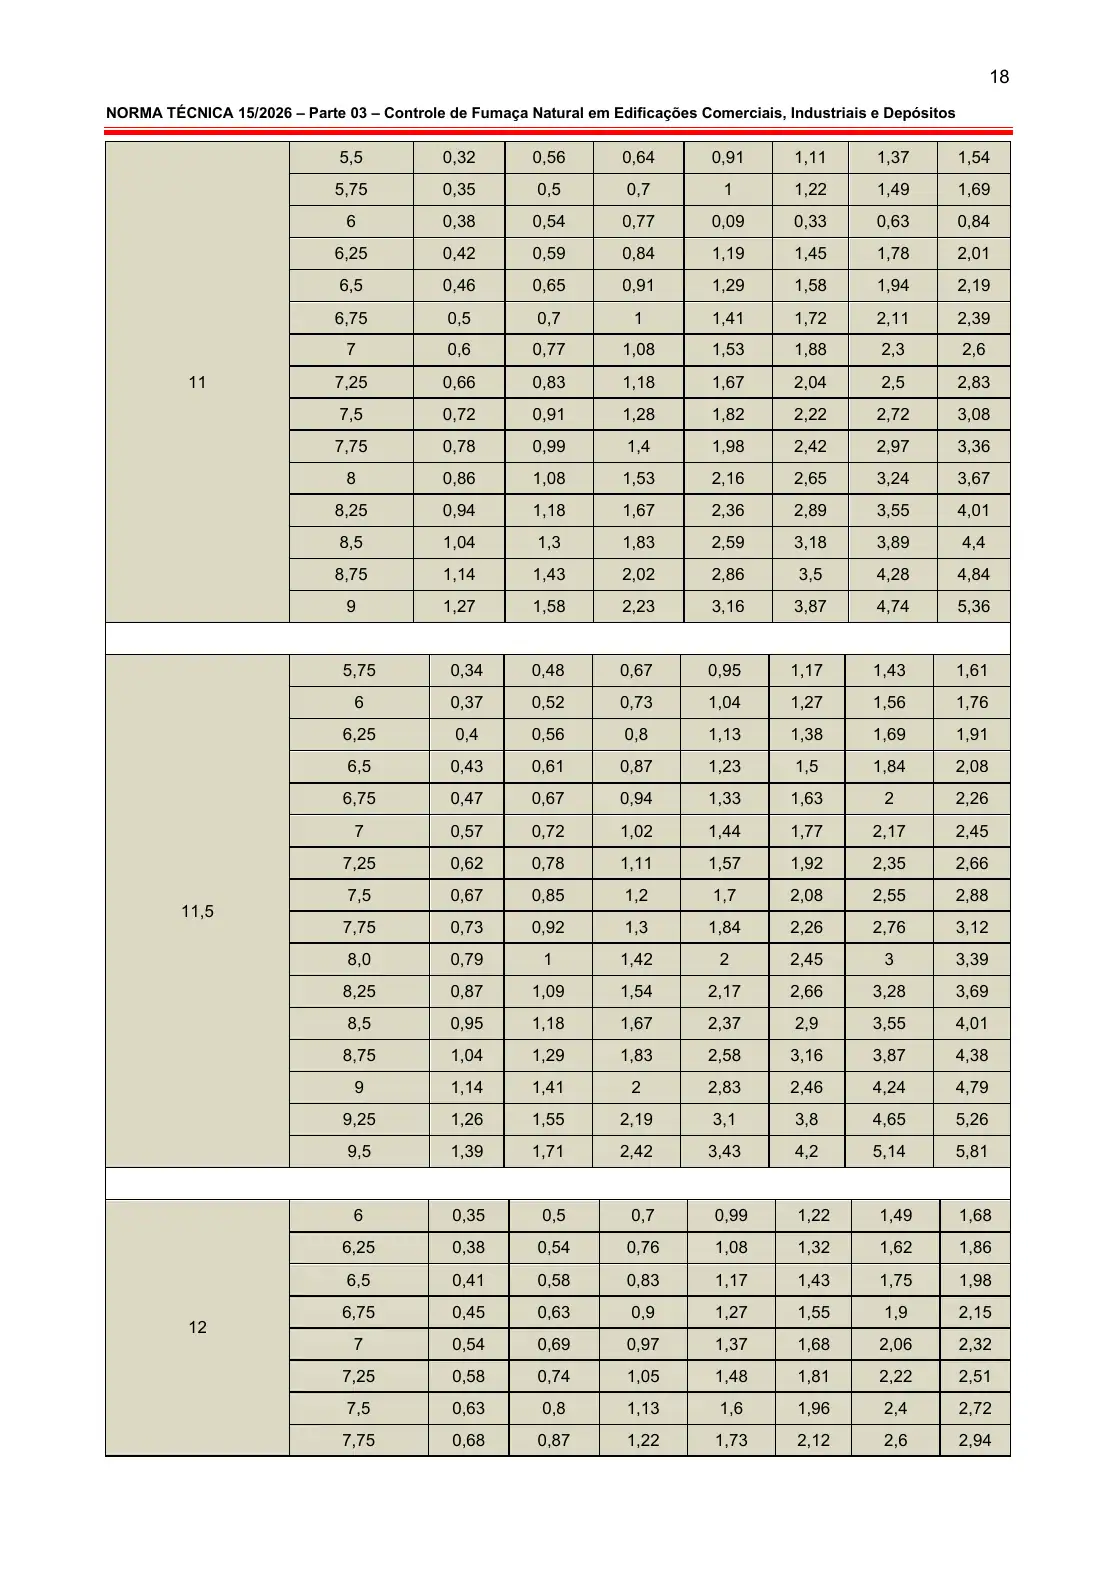 18
NORMA TÉCNICA 15/2026 – Parte 03 – Controle de Fumaça Natural em Edificações Comerciais, Industriais e Depósitos
5,5 0,32 0,56 0,64 0,91 1,11 1,37 1,54
5,75 0,35 0,5 0,7 1 1,22 1,49 1,69
6 0,38 0,54 0,77 0,09 0,33 0,63 0,84
6,25 0,42 0,59 0,84 1,19 1,45 1,78 2,01
6,5 0,46 0,65 0,91 1,29 1,58 1,94 2,19
6,75 0,5 0,7 1 1,41 1,72 2,11 2,39
7 0,6 0,77 1,08 1,53 1,88 2,3 2,6
11 7,25 0,66 0,83 1,18 1,67 2,04 2,5 2,83
7,5 0,72 0,91 1,28 1,82 2,22 2,72 3,08
7,75 0,78 0,99 1,4 1,98 2,42 2,97 3,36
8 0,86 1,08 1,53 2,16 2,65 3,24 3,67
8,25 0,94 1,18 1,67 2,36 2,89 3,55 4,01
8,5 1,04 1,3 1,83 2,59 3,18 3,89 4,4
8,75 1,14 1,43 2,02 2,86 3,5 4,28 4,84
9 1,27 1,58 2,23 3,16 3,87 4,74 5,36
5,75 0,34 0,48 0,67 0,95 1,17 1,43 1,61
6 0,37 0,52 0,73 1,04 1,27 1,56 1,76
6,25 0,4 0,56 0,8 1,13 1,38 1,69 1,91
6,5 0,43 0,61 0,87 1,23 1,5 1,84 2,08
6,75 0,47 0,67 0,94 1,33 1,63 2 2,26
7 0,57 0,72 1,02 1,44 1,77 2,17 2,45
7,25 0,62 0,78 1,11 1,57 1,92 2,35 2,66
7,5 0,67 0,85 1,2 1,7 2,08 2,55 2,88
11,5
7,75 0,73 0,92 1,3 1,84 2,26 2,76 3,12
8,0 0,79 1 1,42 2 2,45 3 3,39
8,25 0,87 1,09 1,54 2,17 2,66 3,28 3,69
8,5 0,95 1,18 1,67 2,37 2,9 3,55 4,01
8,75 1,04 1,29 1,83 2,58 3,16 3,87 4,38
9 1,14 1,41 2 2,83 2,46 4,24 4,79
9,25 1,26 1,55 2,19 3,1 3,8 4,65 5,26
9,5 1,39 1,71 2,42 3,43 4,2 5,14 5,81
6 0,35 0,5 0,7 0,99 1,22 1,49 1,68
6,25 0,38 0,54 0,76 1,08 1,32 1,62 1,86
6,5 0,41 0,58 0,83 1,17 1,43 1,75 1,98
6,75 0,45 0,63 0,9 1,27 1,55 1,9 2,15
12
7 0,54 0,69 0,97 1,37 1,68 2,06 2,32
7,25 0,58 0,74 1,05 1,48 1,81 2,22 2,51
7,5 0,63 0,8 1,13 1,6 1,96 2,4 2,72
7,75 0,68 0,87 1,22 1,73 2,12 2,6 2,94